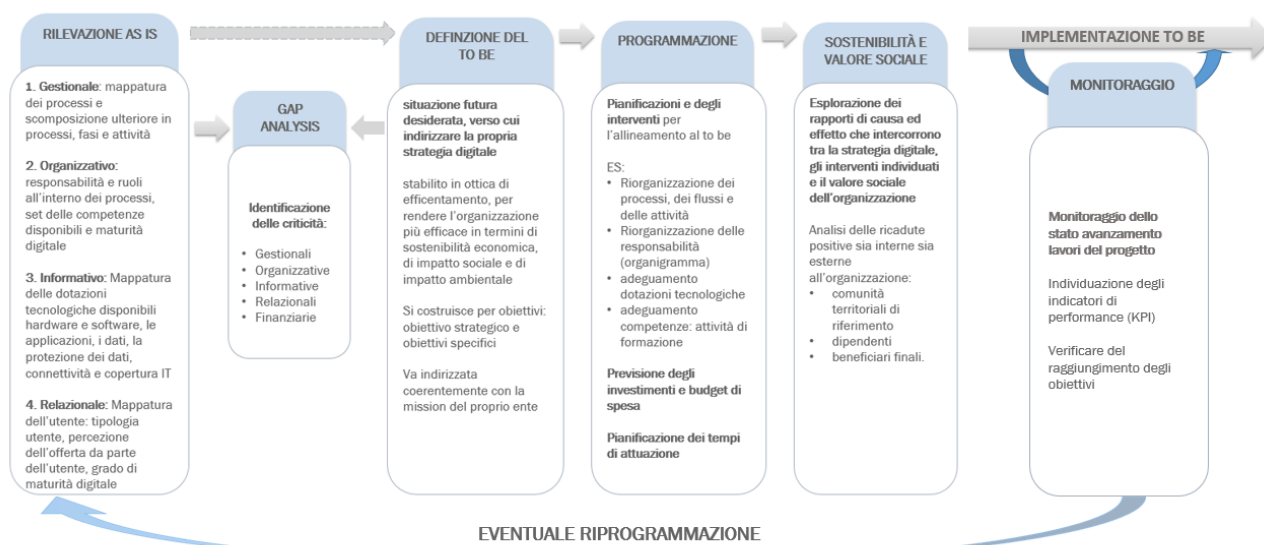 RILEVAZIONE AS IS
1. Gestionale: mappatura
dei processi e
scomposizione ulteriore in
processi, fasi e attività
2. Organizzativo:
responsabilità e ruoli
all'interno dei processi,
set delle competenze
disponibili e maturità
digitale
3. Informativo: Mappatura
delle dotazioni
tecnologiche disponibili
hardware e software, le
applicazioni, i dati, la
protezione dei dati,
connettività e copertura IT
4. Relazionale: Mappatura
dell'utente: tipologia
utente, percezione
dell'offerta da parte
dell'utente, grado di
maturità digitale
GAP
ANALYSIS
Identificazione
delle criticità:
• Gestionali
• Organizzative
• Informative
• Relazionali
• Finanziarie
DEFINZIONE DEL
TO BE
situazione futura
desiderata, verso cui
indirizzare la propria
strategia digitale
stabilito in ottica di
efficentamento, per
rendere l'organizzazione
più efficace in termini di
sostenibilità economica,
di impatto sociale e di
impatto ambientale
Si costruisce per obiettivi:
obiettivo strategico e
obiettivi specifici
Va indirizzata
coerentemente con la
mission del proprio ente
PROGRAMMAZIONE
Pianificazioni e degli
interventi per
l'allineamento al to be
ES:
• Riorganizzazione dei
processi, dei flussi e
delle attività
• Riorganizzazione delle
responsabilità
(organigramma)
• adeguamento
dotazioni tecnologiche
• adeguamento
competenze: attività di
formazione
Previsione degli
investimenti e budget di
spesa
Pianificazione dei tempi
di attuazione
SOSTENIBILITÀ E
VALORE SOCIALE
Esplorazione dei
rapporti di causa ed
effetto che intercorrono
tra la strategia digitale,
gli interventi individuati
e il valore sociale
dell'organizzazione
Analisi delle ricadute
positive sia interne sia
esterne
all'organizzazione:
• comunità
territoriali di
riferimento
• dipendenti
• beneficiari finali.
IMPLEMENTAZIONE TO BE
MONITORAGGIO
Monitoraggio dello
stato avanzamento
lavori del progetto
Individuazione degli
indicatori di
performance (KPI)
Verificare del
raggiungimento degli
obiettivi
EVENTUALE RIPROGRAMMAZIONE